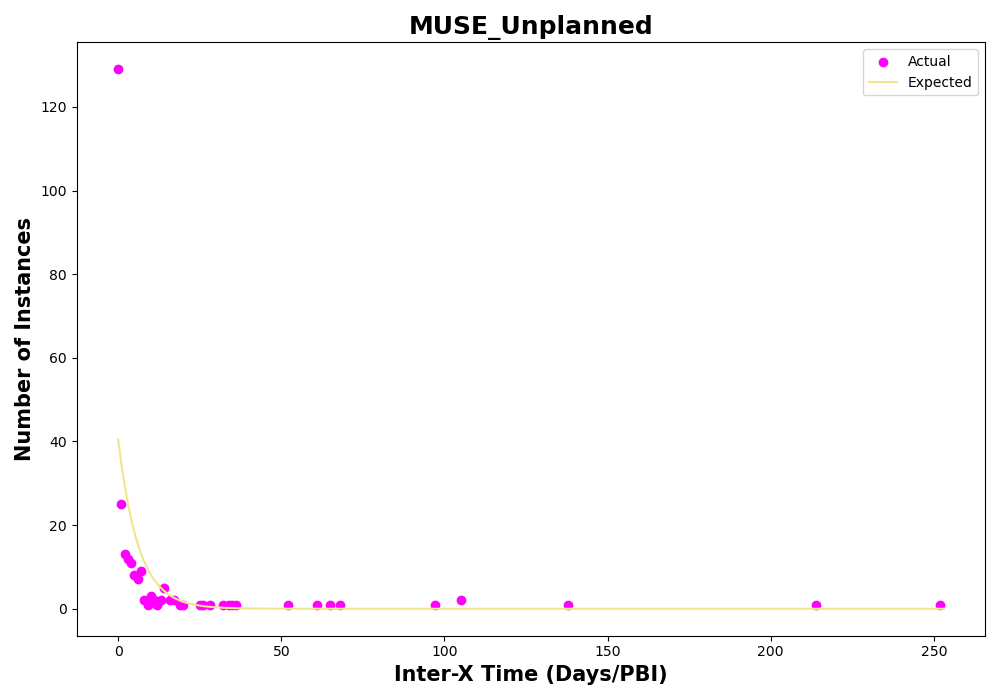 MUSE_Unplanned
Actual
Expected
120
100
80
60
40
20
0
Number of Instances
0 50 100 150 200 250
Inter-X Time (Days/PBI)